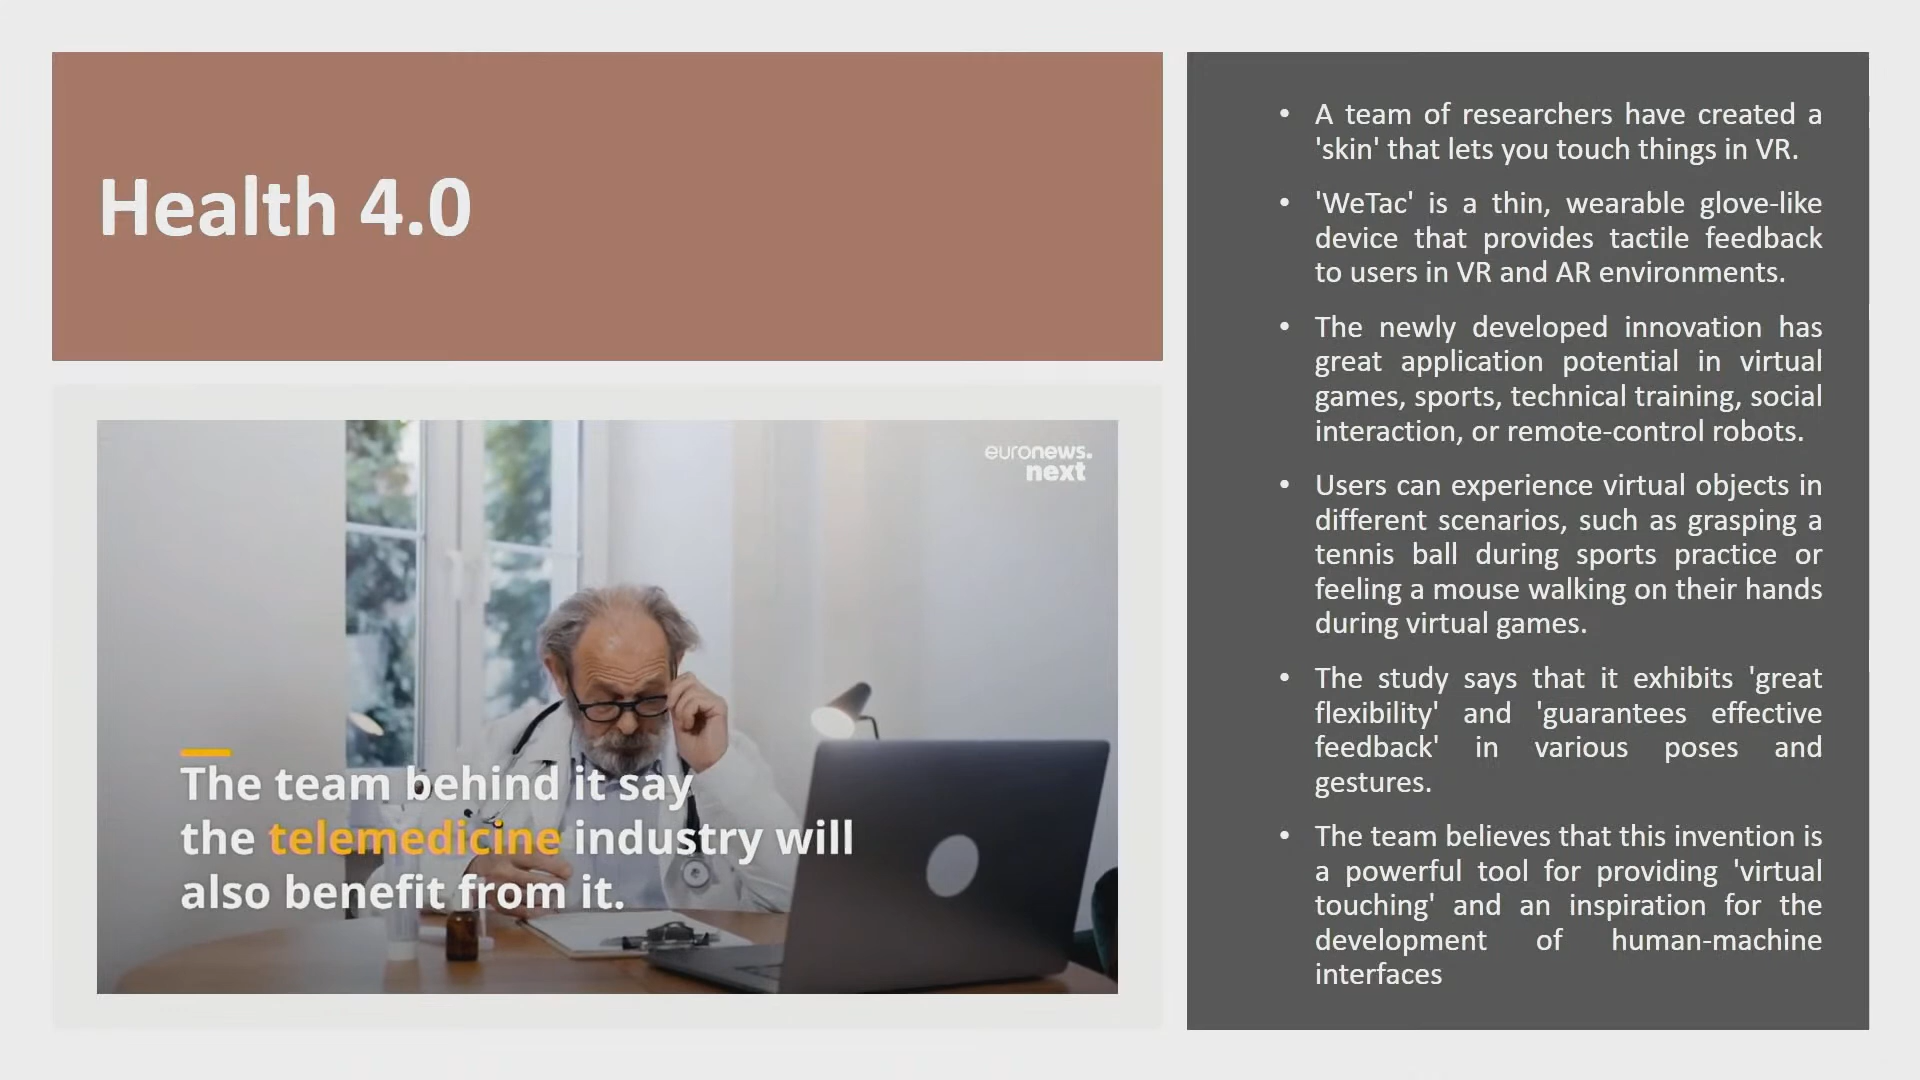 Health 4.0
euronews.
next
The team behind it say
the telemedicine industry will
also benefit from it.
• A team of researchers have created a
'skin' that lets you touch things in VR.
• 'WeTac' is a thin, wearable glove-like
device that provides tactile feedback
to users in VR and AR environments.
• The newly developed innovation has
great application potential in virtual
games, sports, technical training, social
interaction, or remote-control robots.
• Users can experience virtual objects in
different scenarios, such as grasping a
tennis ball during sports practice or
feeling a mouse walking on their hands
during virtual games.
• The study says that it exhibits 'great
flexibility' and 'guarantees effective
feedback' in various poses and
gestures.
• The team believes that this invention is
a powerful tool for providing 'virtual
touching' and an inspiration for the
development of human-machine
interfaces